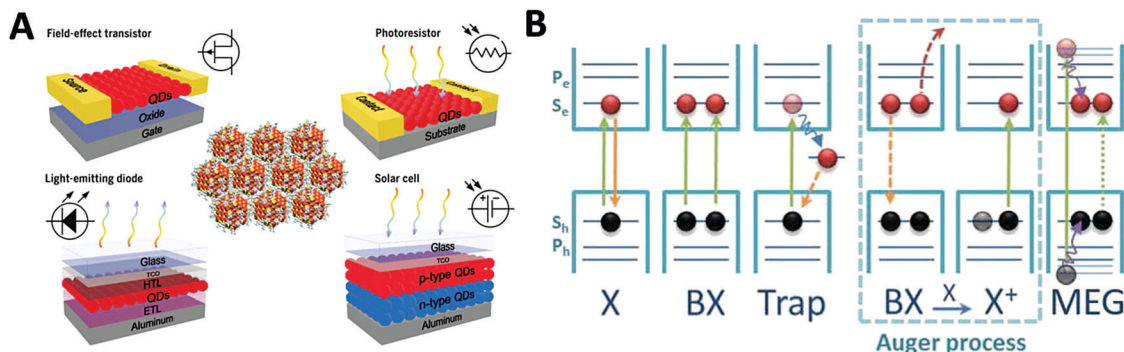 A
Field-effect transistor
Source
Drain
QDs
Oxide
Gate
Photoresistor
Contact
Contact
QDs
Substrate
Light-emitting diode
Glass
TCO
HTL
QDs
ETL
Aluminum
Solar cell
+ −
Glass
TCO
p-type QDs
n-type QDs
Aluminum
B
Pe
Se
Sh
Ph
X
BX
Trap
BX X → X+
MEG
Auger process